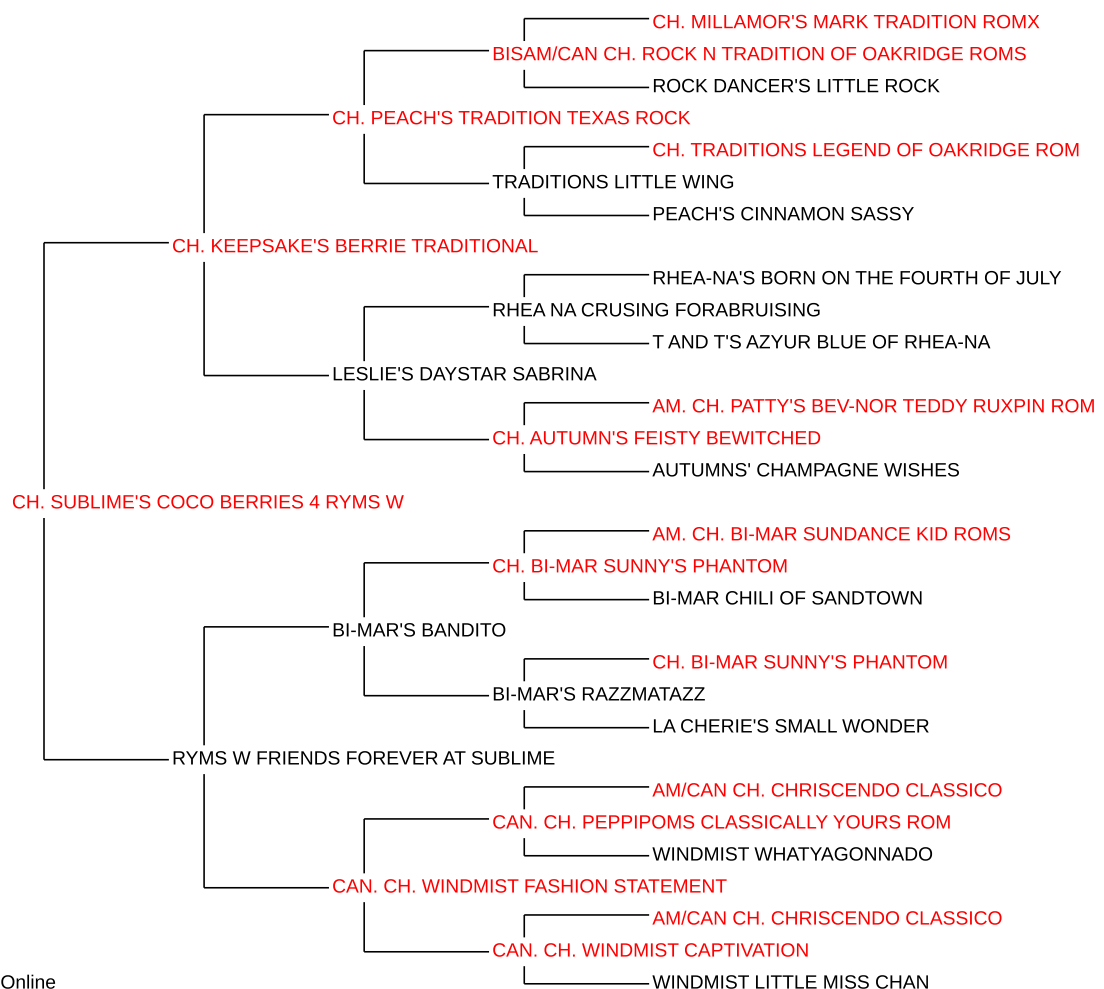 CH. MILLAMOR'S MARK TRADITION ROMX
BISAM/CAN CH. ROCK N TRADITION OF OAKRIDGE ROMS
ROCK DANCER'S LITTLE ROCK
CH. PEACH'S TRADITION TEXAS ROCK
CH. TRADITIONS LEGEND OF OAKRIDGE ROM
TRADITIONS LITTLE WING
PEACH'S CINNAMON SASSY
CH. KEEPSAKE'S BERRIE TRADITIONAL
RHEA-NA'S BORN ON THE FOURTH OF JULY
RHEA NA CRUSING FORABRUISING
T AND T'S AZYUR BLUE OF RHEA-NA
LESLIE'S DAYSTAR SABRINA
AM. CH. PATTY'S BEV-NOR TEDDY RUXPIN ROM
CH. AUTUMN'S FEISTY BEWITCHED
AUTUMNS' CHAMPAGNE WISHES
CH. SUBLIME'S COCO BERRIES 4 RYMS W
AM. CH. BI-MAR SUNDANCE KID ROMS
CH. BI-MAR SUNNY'S PHANTOM
BI-MAR CHILI OF SANDTOWN
BI-MAR'S BANDITO
CH. BI-MAR SUNNY'S PHANTOM
BI-MAR'S RAZZMATAZZ
LA CHERIE'S SMALL WONDER
RYMS W FRIENDS FOREVER AT SUBLIME
AM/CAN CH. CHRISCENDO CLASSICO
CAN. CH. PEPPIPOMS CLASSICALLY YOURS ROM
WINDMIST WHATYAGONNADO
CAN. CH. WINDMIST FASHION STATEMENT
AM/CAN CH. CHRISCENDO CLASSICO
CAN. CH. WINDMIST CAPTIVATION
WINDMIST LITTLE MISS CHAN
Online